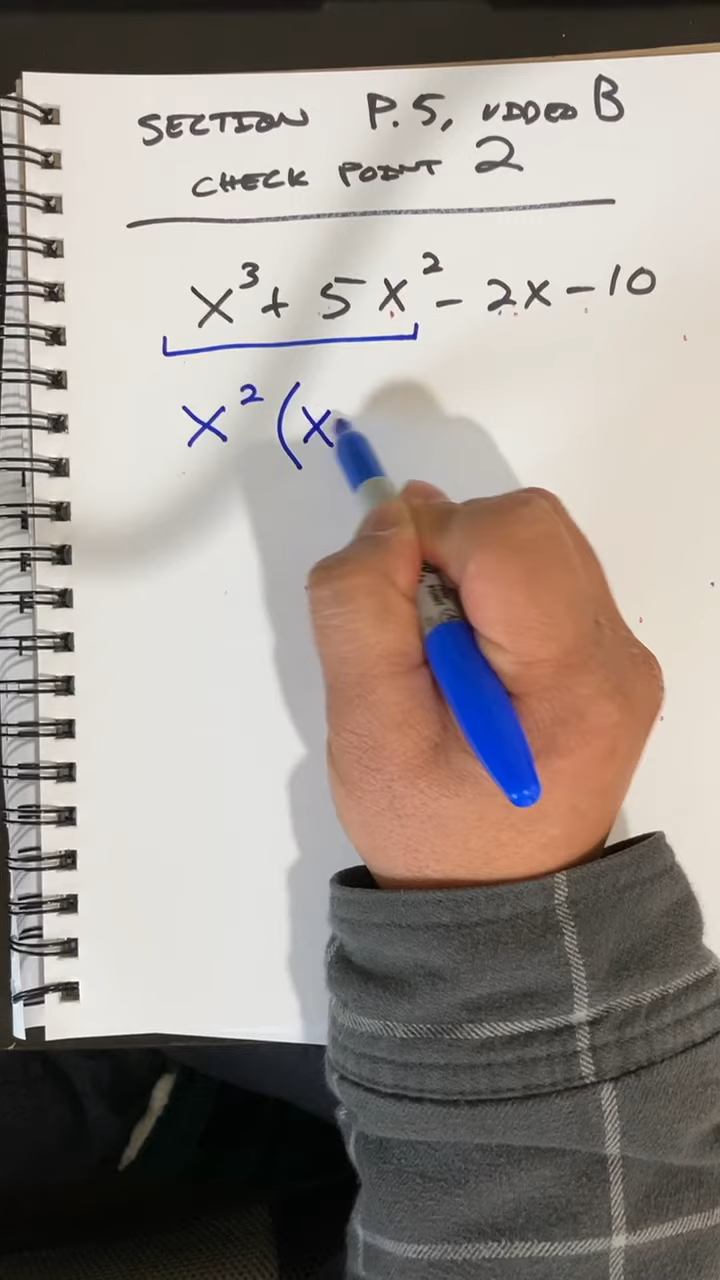 SECTION P.5, VIDEO B
CHECK POINT 2
x³ + 5x² - 2x - 10
x² (x